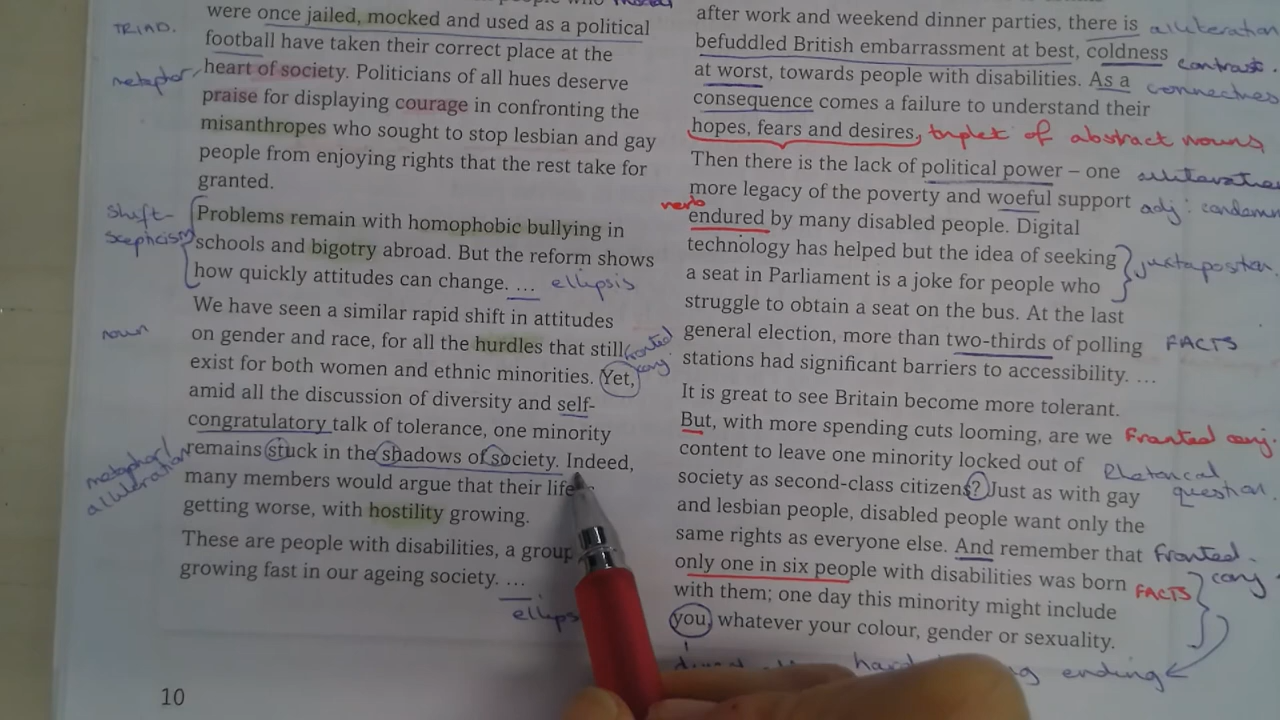 were once jailed, mocked and used as a political
TRIAD.
football have taken their correct place at the
metaphor
heart of society. Politicians of all hues deserve
praise for displaying courage in confronting the
misanthropes who sought to stop lesbian and gay
people from enjoying rights that the rest take for
granted.
shift-
scepticism
Problems remain with homophobic bullying in
schools and bigotry abroad. But the reform shows
how quickly attitudes can change. ... ellipsis
We have seen a similar rapid shift in attitudes
noun
on gender and race, for all the hurdles that still
fronted
conj.
exist for both women and ethnic minorities. Yet,
amid all the discussion of diversity and self-
congratulatory talk of tolerance, one minority
metaphor/
alliteration
remains stuck in the shadows of society. Indeed,
many members would argue that their life
getting worse, with hostility growing.
These are people with disabilities, a group
growing fast in our ageing society. ...
ellips
10
after work and weekend dinner parties, there is alliteration
befuddled British embarrassment at best, coldness
contrast.
at worst, towards people with disabilities. As a
connectives
consequence comes a failure to understand their
hopes, fears and desires, triplet of abstract nouns
Then there is the lack of political power – one alliteration
more legacy of the poverty and woeful support adj: condemn
verb
endured by many disabled people. Digital
technology has helped but the idea of seeking
juxtaposition.
a seat in Parliament is a joke for people who
struggle to obtain a seat on the bus. At the last
general election, more than two-thirds of polling FACTS
stations had significant barriers to accessibility. ...
It is great to see Britain become more tolerant.
But, with more spending cuts looming, are we Fronted conj.
content to leave one minority locked out of Rhetorical
society as second-class citizens? Just as with gay question.
and lesbian people, disabled people want only the
same rights as everyone else. And remember that Fronted.
conj
only one in six people with disabilities was born FACTS
with them; one day this minority might include
you, whatever your colour, gender or sexuality.
ending